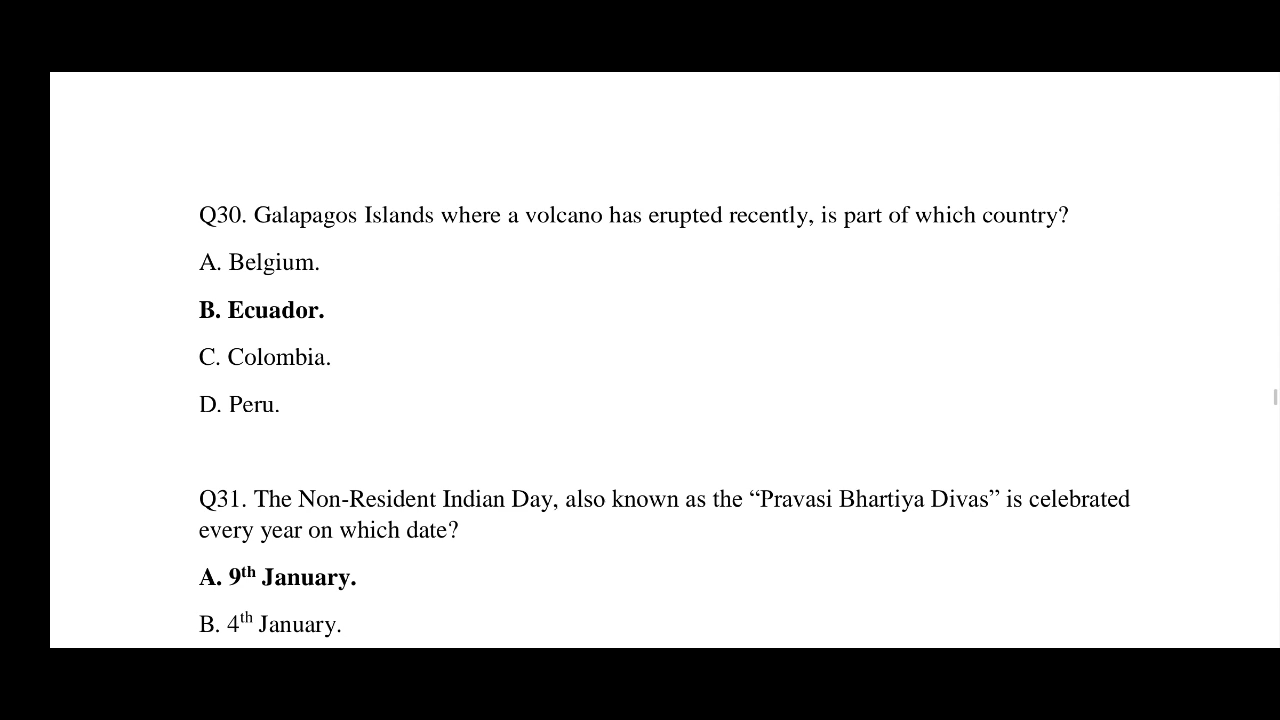 Q30. Galapagos Islands where a volcano has erupted recently, is part of which country?
A. Belgium.
B. Ecuador.
C. Colombia.
D. Peru.
Q31. The Non-Resident Indian Day, also known as the “Pravasi Bhartiya Divas” is celebrated
every year on which date?
A. 9th January.
B. 4th January.